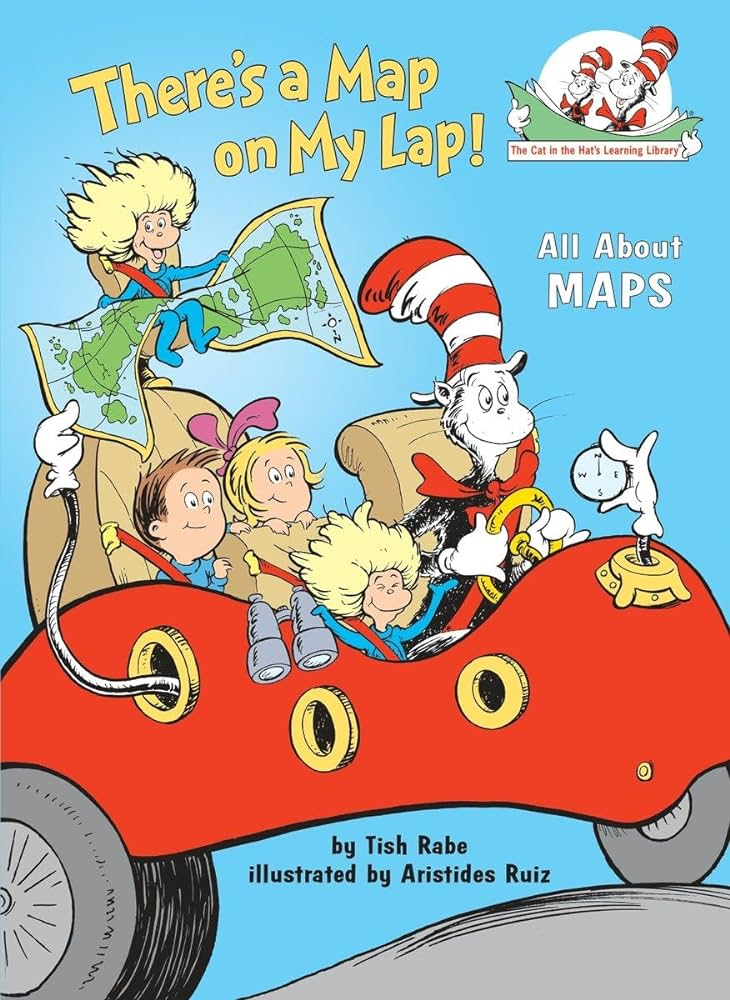 There's a Map
on My Lap!
The Cat in the Hat's Learning Library®
All About
MAPS
N
N
W E
S
by Tish Rabe
illustrated by Aristides Ruiz